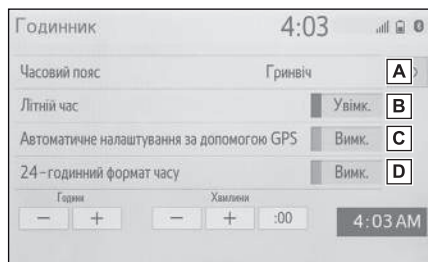 Годинник 4:03
Часовий пояс Гринвіч A
Літній час Увімк. B
Автоматичне налаштування за допомогою GPS Вимк. C
24-годинний формат часу Вимк. D
Години Хвилини
− + − + :00 4:03 AM